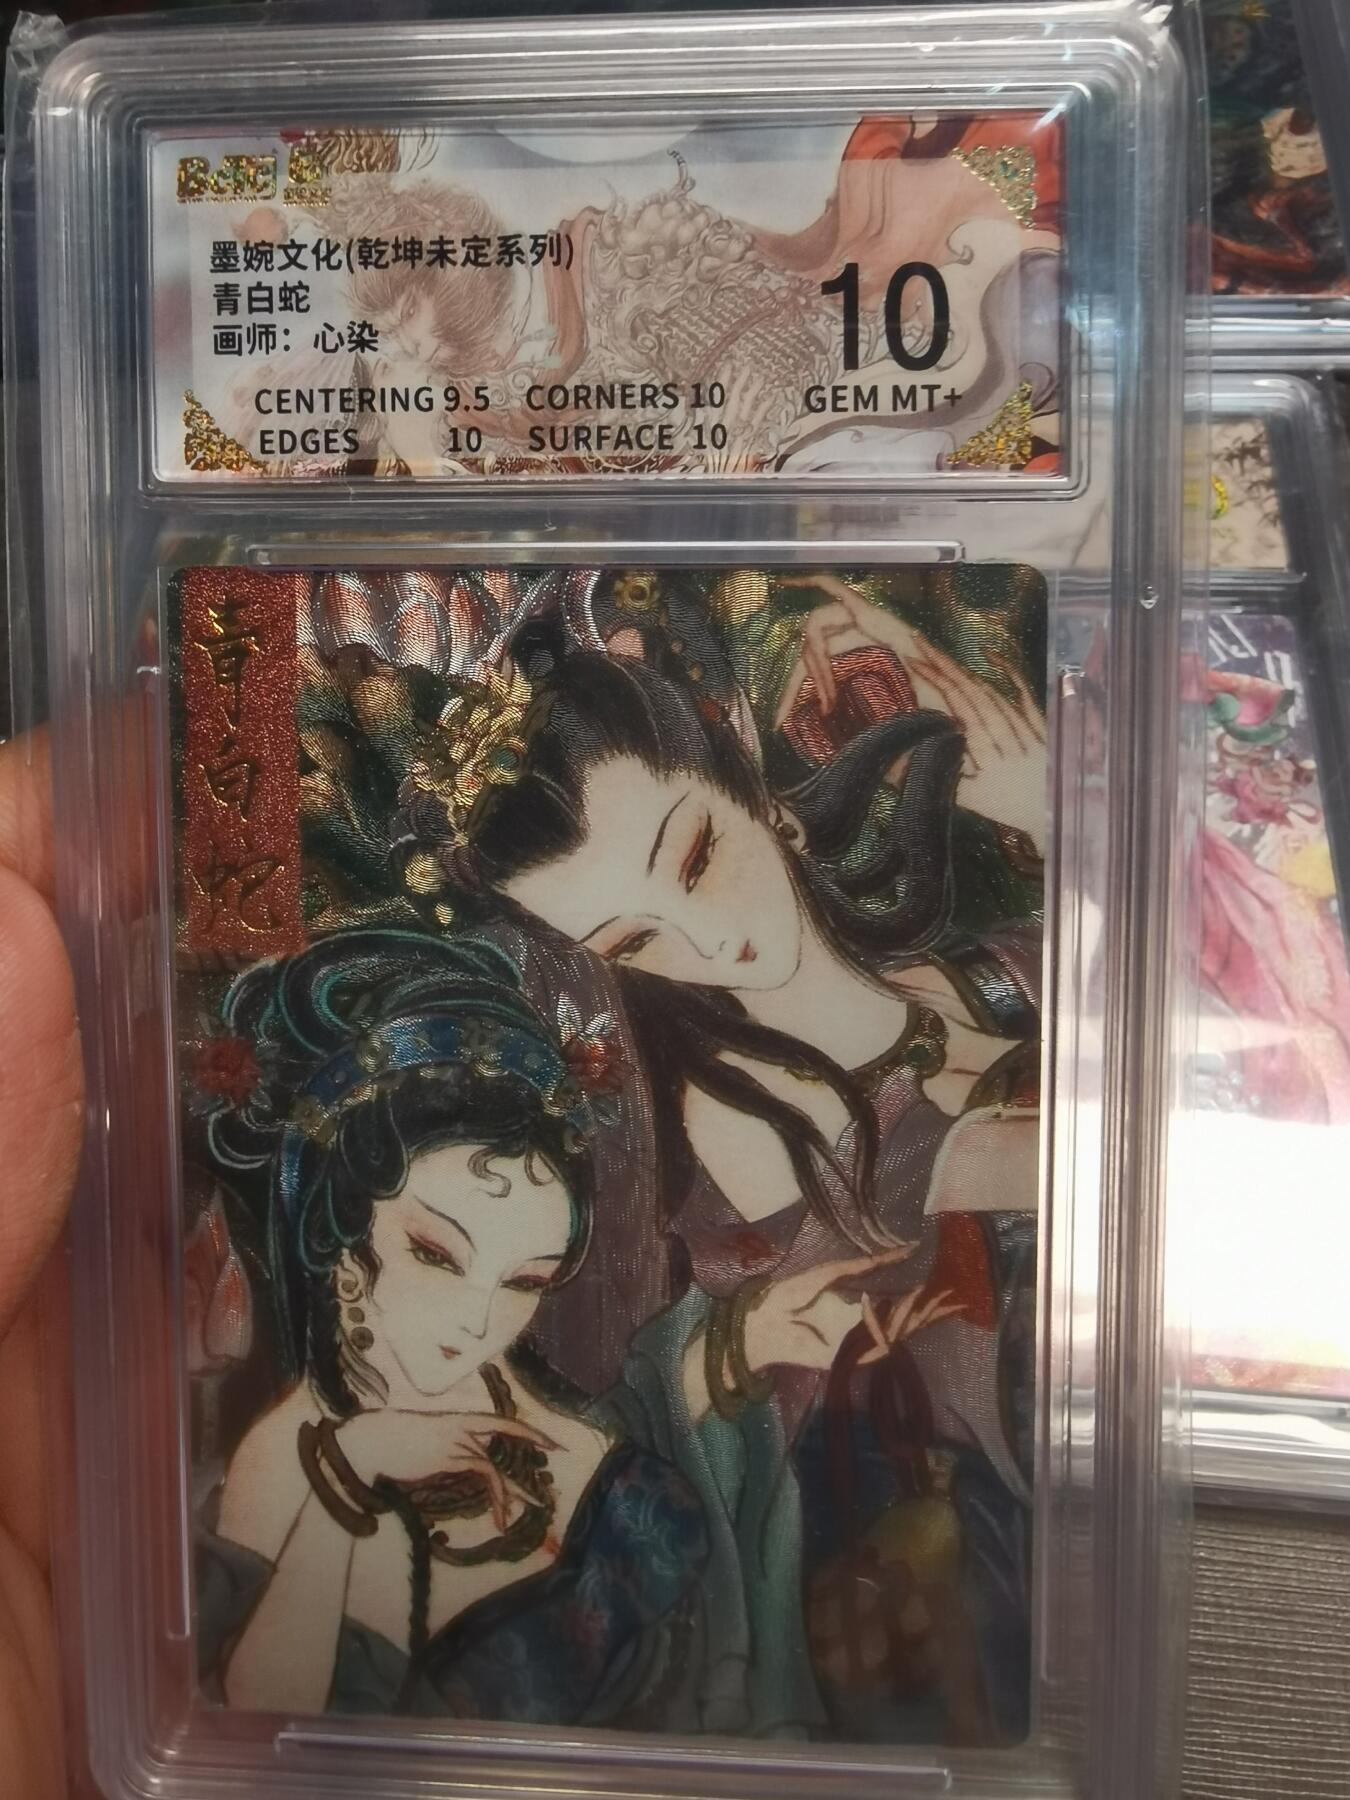 墨婉文化(乾坤未定系列)
青白蛇
画师：心染
10
GEM MT+
CENTERING 9.5 CORNERS 10
EDGES 10 SURFACE 10
青白蛇